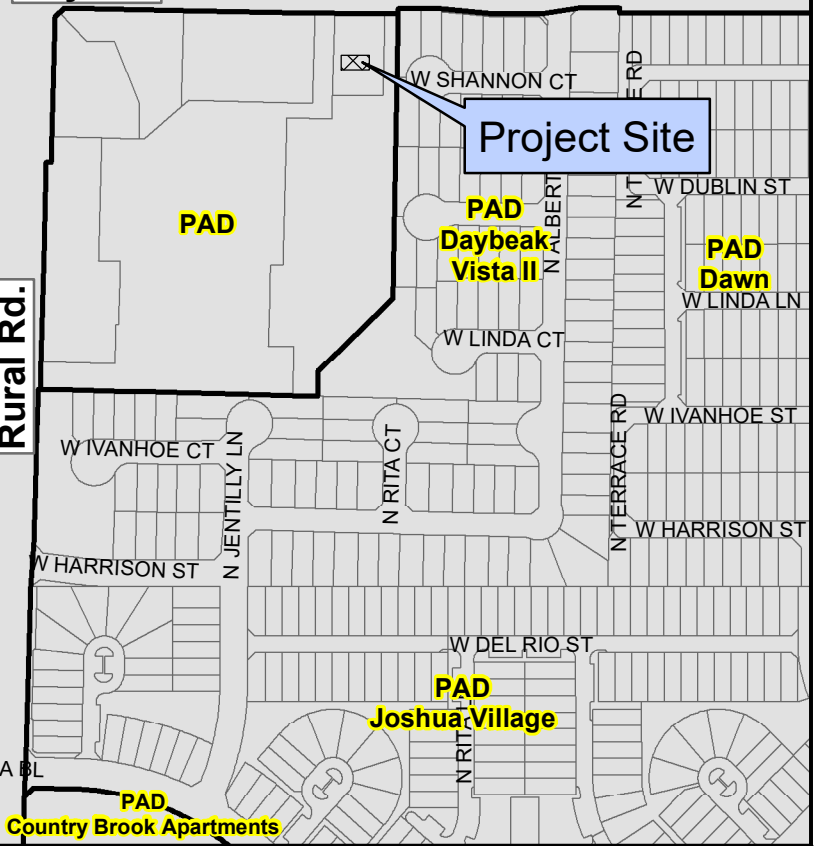 W SHANNON CT
Project Site
W DUBLIN ST
PAD
PAD
Daybeak
Vista II
N ALBERT
PAD
Dawn
W LINDA LN
Rural Rd.
W LINDA CT
W IVANHOE ST
W IVANHOE CT
N JENTILLY LN
N RITA CT
N TERRACE RD
W HARRISON ST
W HARRISON ST
W DEL RIO ST
PAD
Joshua Village
N RITA
A BL
PAD
Country Brook Apartments